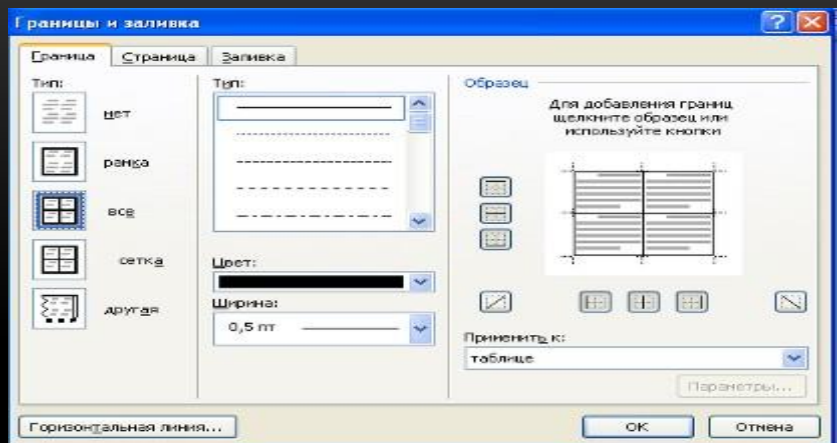 Границы и заливка
Граница Страница Заливка
Тип:
нет
рамка
все
сетка
другая
Тип:
Цвет:
Ширина:
0,5 пт
Образец
Для добавления границ
щелкните образец или
используйте кнопки
Применить к:
таблице
Параметры...
Горизонтальная линия...
ОК
Отмена